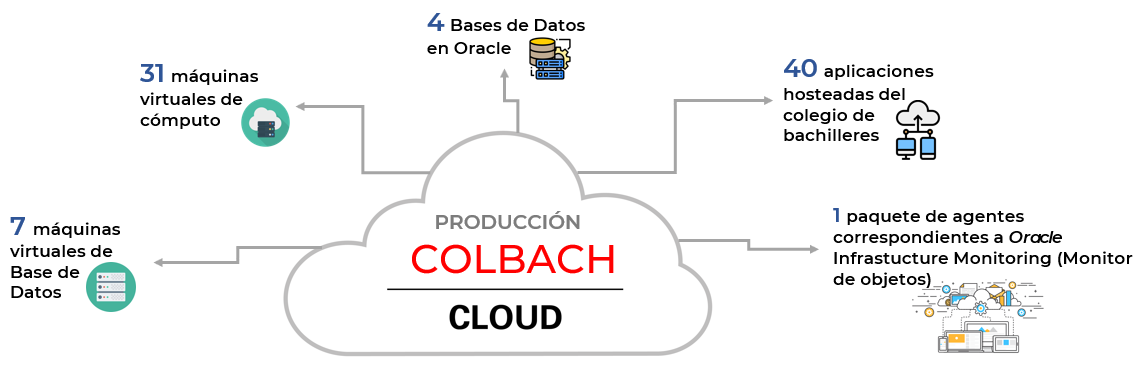 4 Bases de Datos
en Oracle
31 máquinas
virtuales de
cómputo
40 aplicaciones
hosteadas del
colegio de
bachilleres
7 máquinas
virtuales de
Base de
Datos
1 paquete de agentes
correspondientes a Oracle
Infrastucture Monitoring (Monitor
de objetos)
PRODUCCIÓN
COLBACH
CLOUD